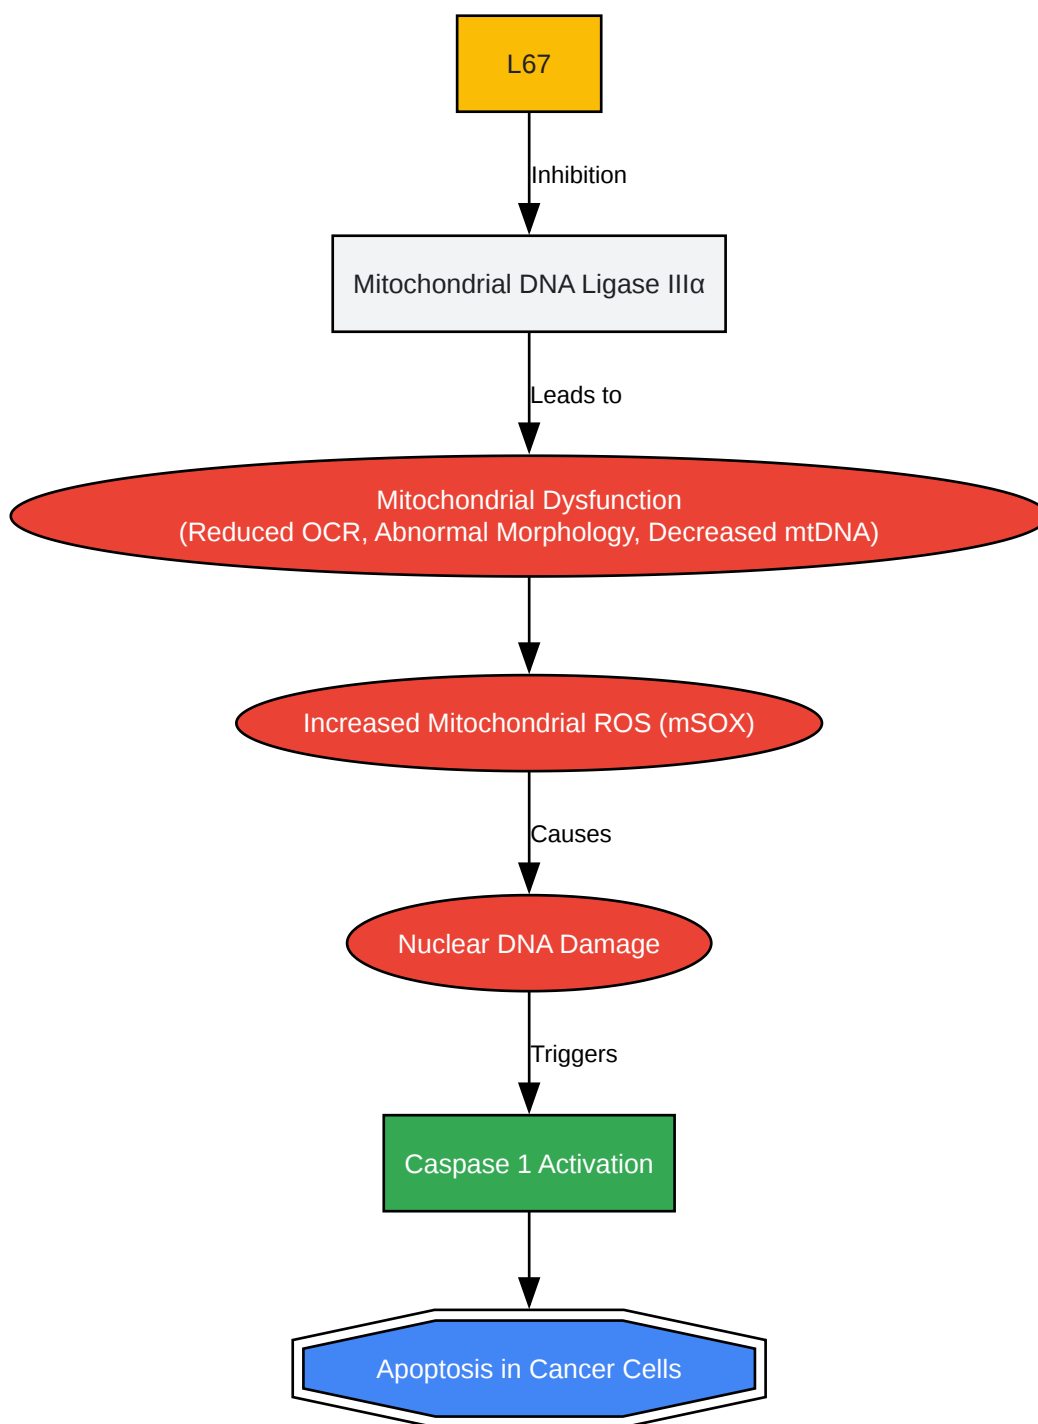 L67
Inhibition
Mitochondrial DNA Ligase IIIα
Leads to
Mitochondrial Dysfunction
(Reduced OCR, Abnormal Morphology, Decreased mtDNA)
Increased Mitochondrial ROS (mSOX)
Causes
Nuclear DNA Damage
Triggers
Caspase 1 Activation
Apoptosis in Cancer Cells